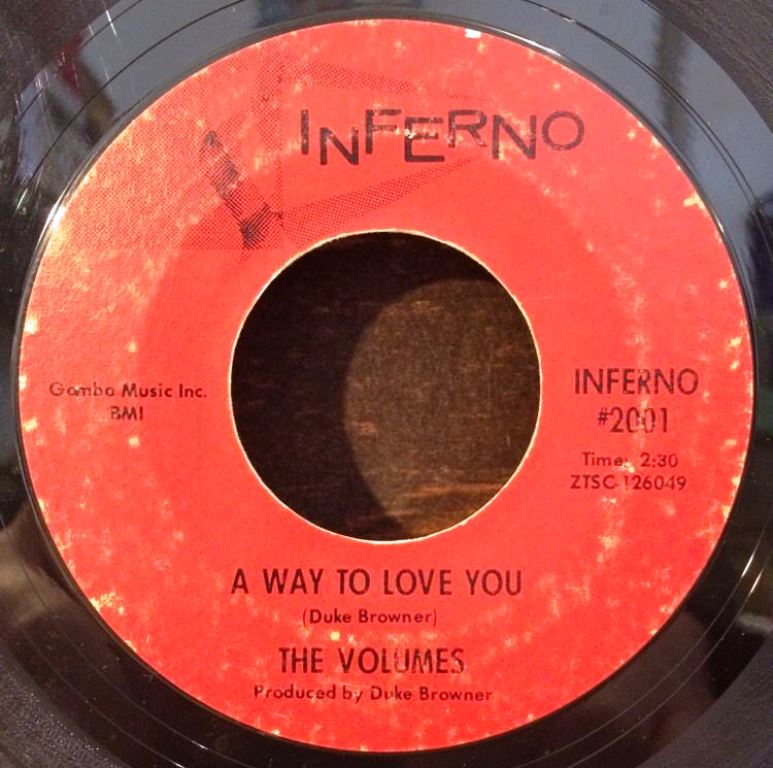 INFERNO
Gomba Music Inc.
BMI
INFERNO
#2001
Time: 2:30
ZTSC-126049
A WAY TO LOVE YOU
(Duke Browner)
THE VOLUMES
Produced by Duke Browner